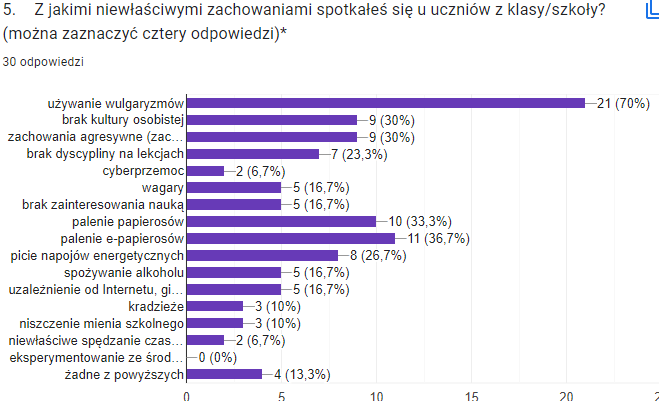 5. Z jakimi niewłaściwymi zachowaniami spotkałeś się u uczniów z klasy/szkoły?
(można zaznaczyć cztery odpowiedzi)*
30 odpowiedzi
używanie wulgaryzmów 21 (70%)
brak kultury osobistej 9 (30%)
zachowania agresywne (zac... 9 (30%)
brak dyscypliny na lekcjach 7 (23,3%)
cyberprzemoc 2 (6,7%)
wagary 5 (16,7%)
brak zainteresowania nauką 5 (16,7%)
palenie papierosów 10 (33,3%)
palenie e-papierosów 11 (36,7%)
picie napojów energetycznych 8 (26,7%)
spożywanie alkoholu 5 (16,7%)
uzależnienie od Internetu, gi... 5 (16,7%)
kradzieże 3 (10%)
niszczenie mienia szkolnego 3 (10%)
niewłaściwe spędzanie czas... 2 (6,7%)
eksperymentowanie ze środ... 0 (0%)
żadne z powyższych 4 (13,3%)
0 5 10 15 20